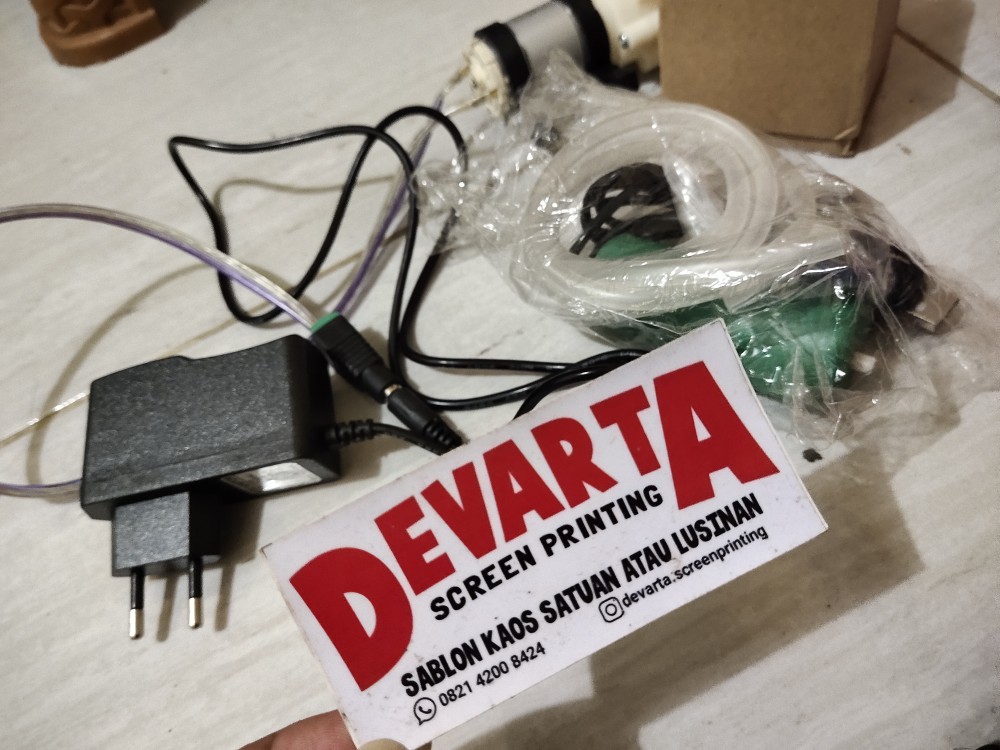 DEVARTA
SCREEN PRINTING
SABLON KAOS SATUAN ATAU LUSINAN
0821 4200 8424
devarta.screenprinting